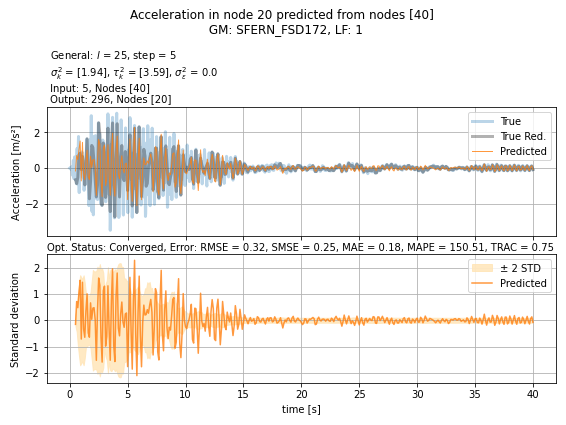 Acceleration in node 20 predicted from nodes [40]
GM: SFERN_FSD172, LF: 1
General: l = 25, step = 5
σ²ₖ = [1.94], τ²ₖ = [3.59], σ²ε = 0.0
Input: 5, Nodes [40]
Output: 296, Nodes [20]
Acceleration [m/s²]
2
0
−2
True
True Red.
Predicted
Opt. Status: Converged, Error: RMSE = 0.32, SMSE = 0.25, MAE = 0.18, MAPE = 150.51, TRAC = 0.75
Standard deviation
2
1
0
−1
−2
± 2 STD
Predicted
0 5 10 15 20 25 30 35 40
time [s]